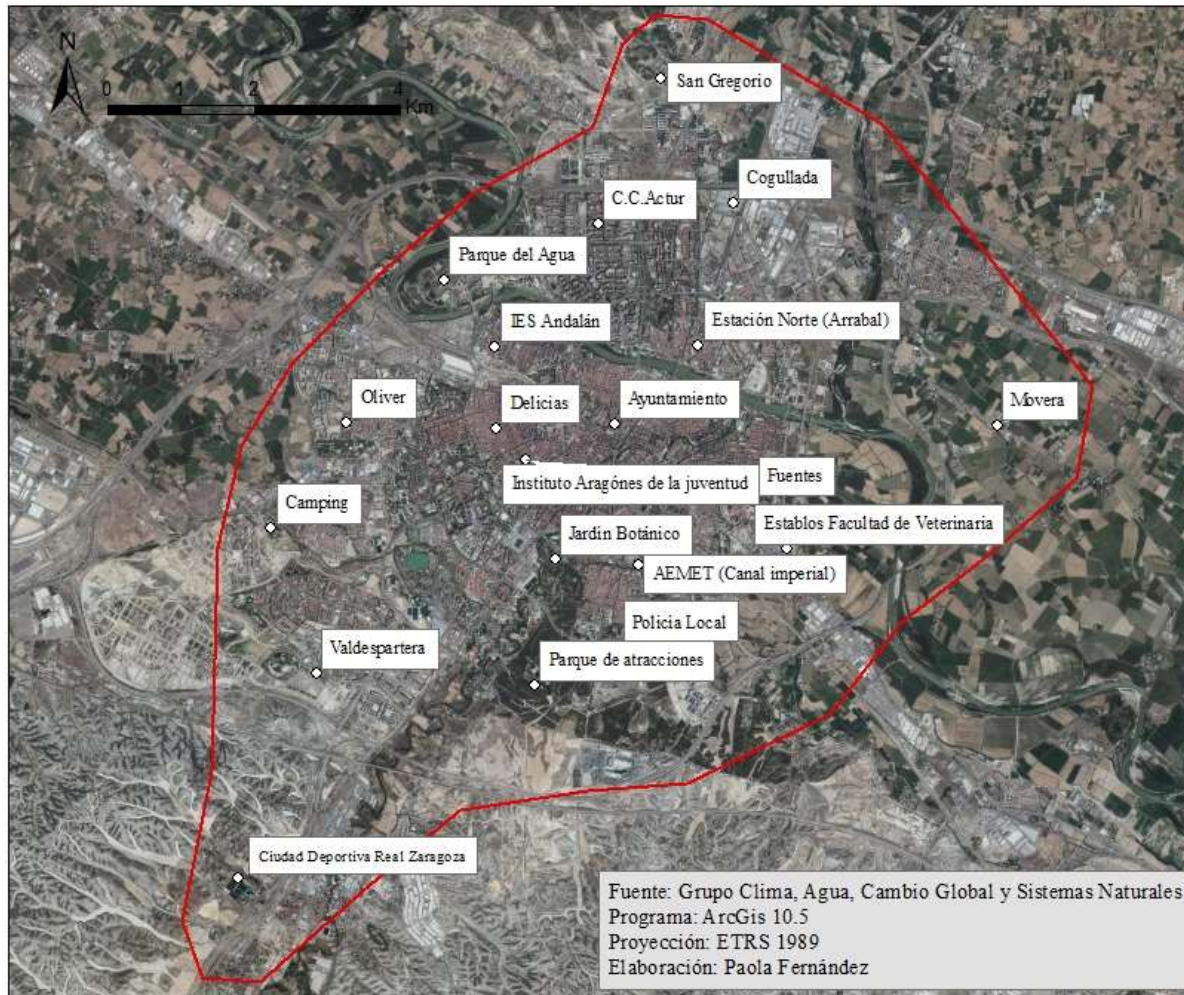 N
0 1 2 4
Km
San Gregorio
Cogullada
C.C.Actur
Parque del Agua
IES Andalán
Estación Norte (Arrabal)
Oliver
Delicias
Ayuntamiento
Movera
Instituto Aragónes de la juventud
Fuentes
Camping
Establos Facultad de Veterinaria
Jardín Botánico
AEMET (Canal imperial)
Policia Local
Valdespartera
Parque de atracciones
Ciudad Deportiva Real Zaragoza
Fuente: Grupo Clima, Agua, Cambio Global y Sistemas Naturales
Programa: ArcGis 10.5
Proyección: ETRS 1989
Elaboración: Paola Fernández